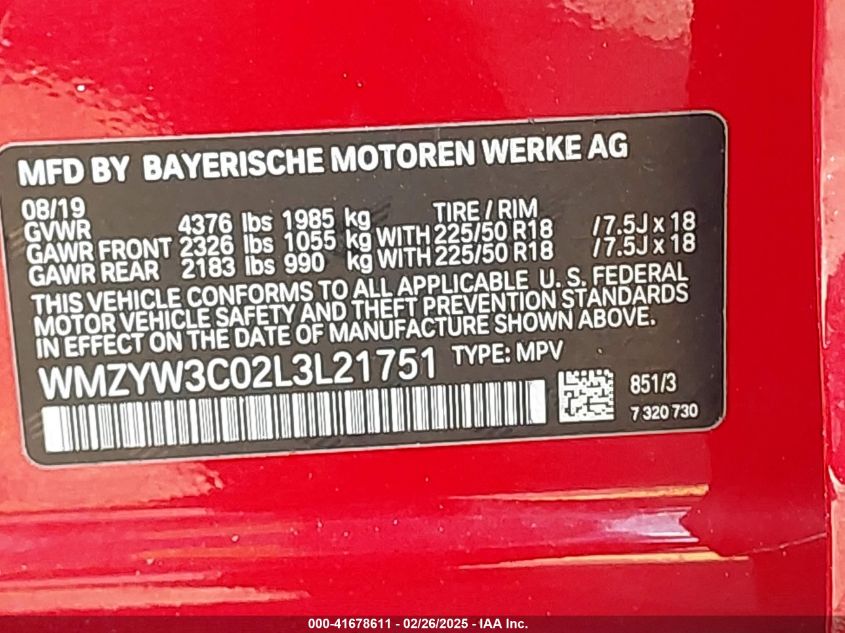 MFD BY BAYERISCHE MOTOREN WERKE AG
08/19 TIRE / RIM
GVWR 4376 lbs 1985 kg
GAWR FRONT 2326 lbs 1055 kg WITH 225/50 R18 /7.5J x 18
GAWR REAR 2183 lbs 990 kg WITH 225/50 R18 /7.5J x 18
THIS VEHICLE CONFORMS TO ALL APPLICABLE U. S. FEDERAL
MOTOR VEHICLE SAFETY AND THEFT PREVENTION STANDARDS
IN EFFECT ON THE DATE OF MANUFACTURE SHOWN ABOVE.
WMZYW3C02L3L21751 TYPE: MPV
851/3
7 320 730
000-41678611 - 02/26/2025 - IAA Inc.